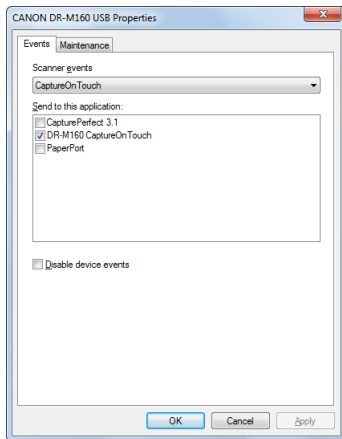 CANON DR-M160 USB Properties
Events Maintenance
Scanner events
CaptureOnTouch
Send to this application:
CapturePerfect 3.1
DR-M160 CaptureOnTouch
PaperPort
Disable device events
OK Cancel Apply